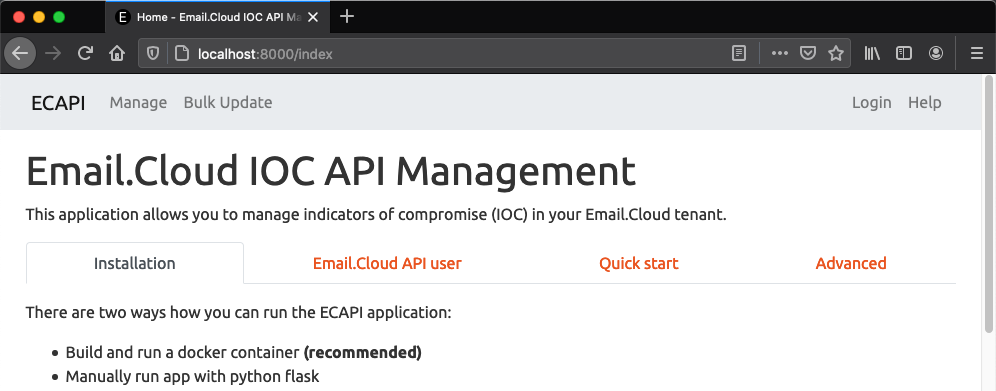 Home - Email.Cloud IOC API Ma
localhost:8000/index
ECAPI Manage Bulk Update Login Help
Email.Cloud IOC API Management
This application allows you to manage indicators of compromise (IOC) in your Email.Cloud tenant.
Installation Email.Cloud API user Quick start Advanced
There are two ways how you can run the ECAPI application:
Build and run a docker container (recommended)
Manually run app with python flask